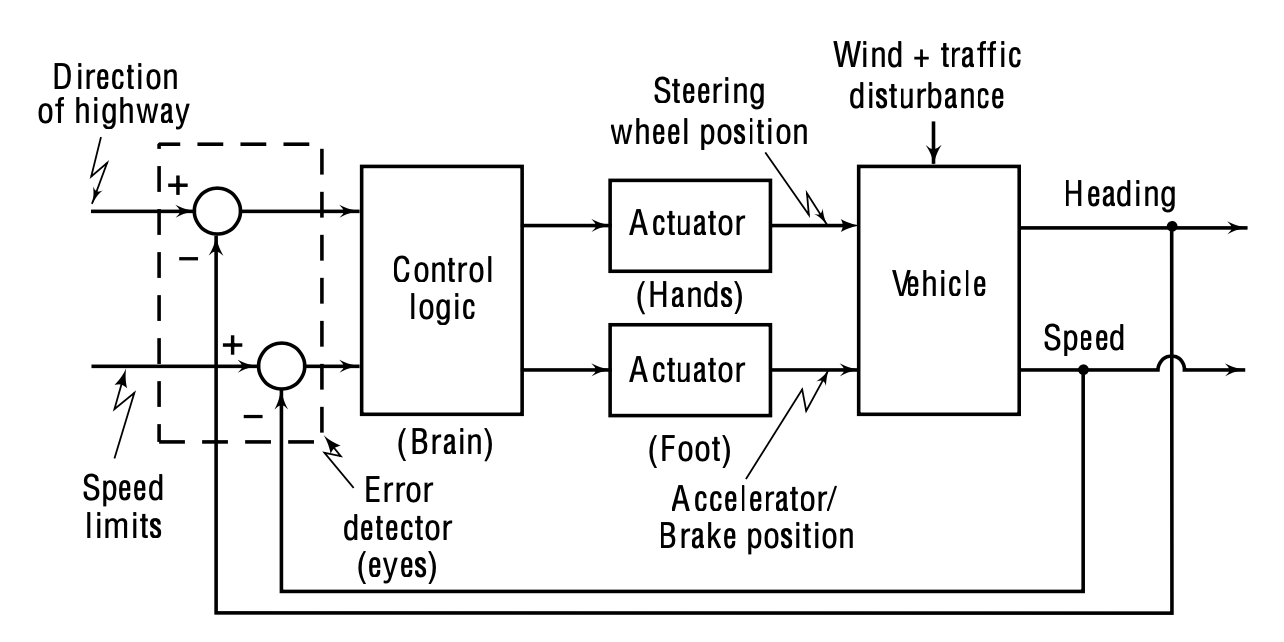 Wind + traffic
disturbance
Direction
of highway
Steering
wheel position
+
−
Control
logic
(Brain)
Actuator
(Hands)
Vehicle
Heading
+
−
Actuator
(Foot)
Speed
Speed
limits
Error
detector
(eyes)
Accelerator/
Brake position